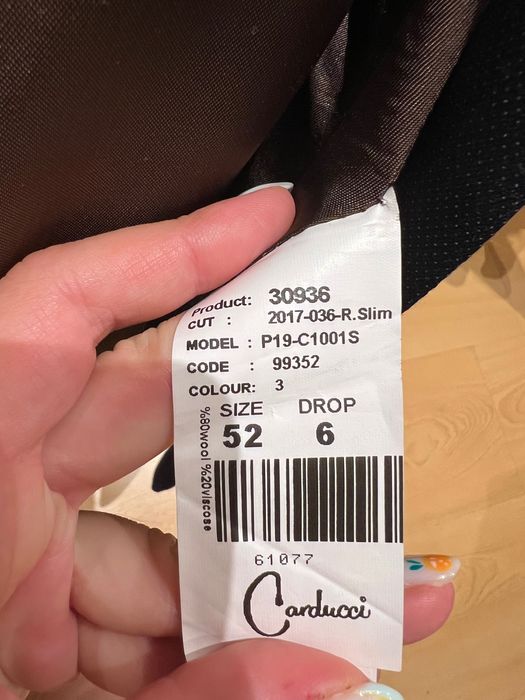 Product: 30936
CUT : 2017-036-R.Slim
MODEL : P19-C1001S
CODE : 99352
COLOUR: 3
SIZE DROP
52 6
%80wool %20viscose
61077
Carducci